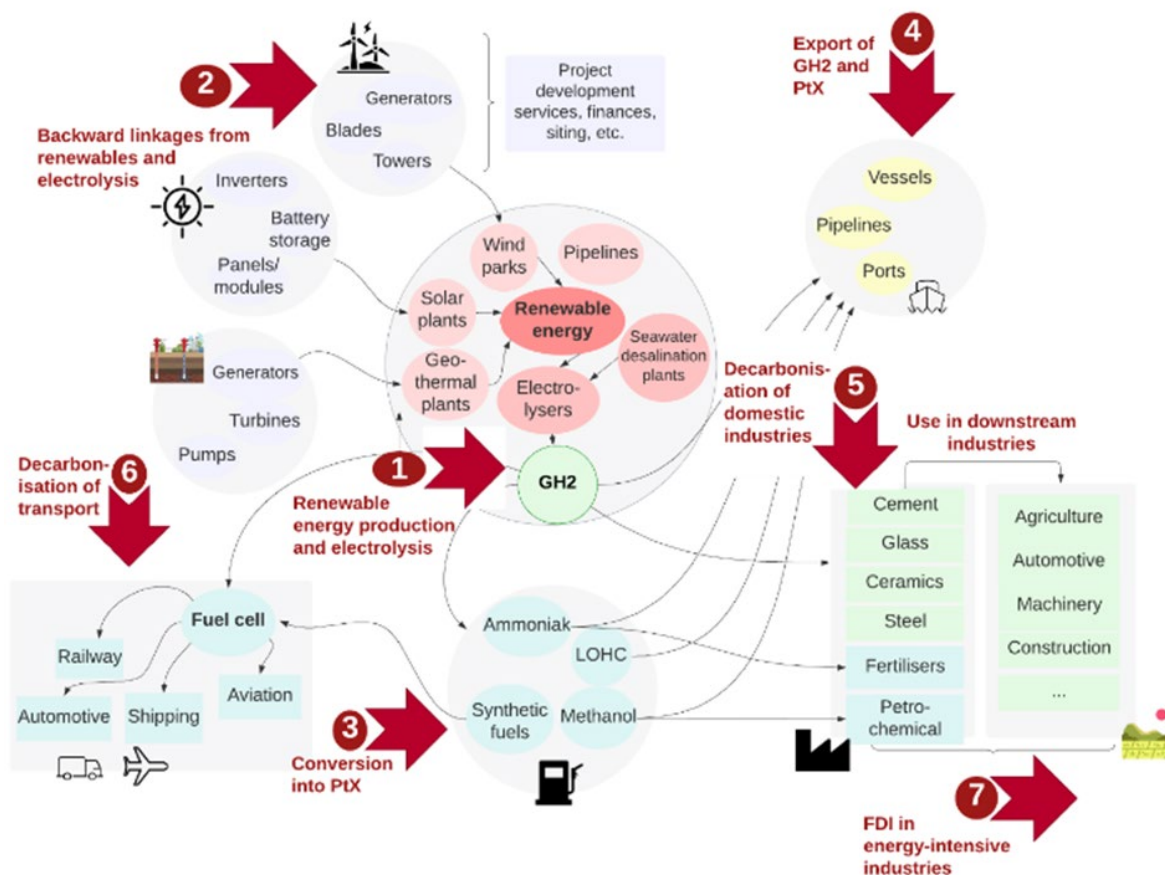 2
Backward linkages from
renewables and
electrolysis
Generators
Blades
Towers
Project
development
services, finances,
siting, etc.
4
Export of
GH2 and
PtX
Vessels
Pipelines
Ports
Inverters
Battery
storage
Panels/
modules
Wind
parks
Pipelines
Solar
plants
Renewable
energy
Seawater
desalination
plants
Geo-
thermal
plants
Electro-
lysers
GH2
Generators
Turbines
Pumps
1
Renewable
energy production
and electrolysis
6
Decarbon-
isation of
transport
Fuel cell
Railway
Automotive
Shipping
Aviation
3
Conversion
into PtX
Ammoniak
LOHC
Synthetic
fuels
Methanol
Decarbonis-
ation of
domestic
industries
5
Use in downstream
industries
Cement
Glass
Ceramics
Steel
Fertilisers
Petro-
chemical
Agriculture
Automotive
Machinery
Construction
...
7
FDI in
energy-intensive
industries